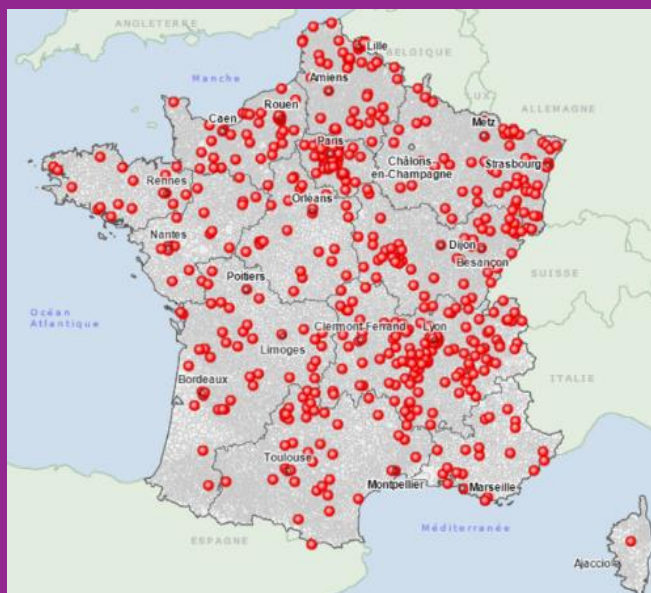 ANGLETERRE
Lille
BELGIQUE
Manche
Amiens
LUX.
ALLEMAGNE
Rouen
Caen
Metz
Paris
Châlons
en-Champagne
Strasbourg
Rennes
Orléans
Nantes
Dijon
Besançon
Poitiers
SUISSE
Océan
Atlantique
Clermont-Ferrand
Lyon
Limoges
Bordeaux
ITALIE
Toulouse
Montpellier
Marseille
Méditerranée
ESPAGNE
Ajaccio